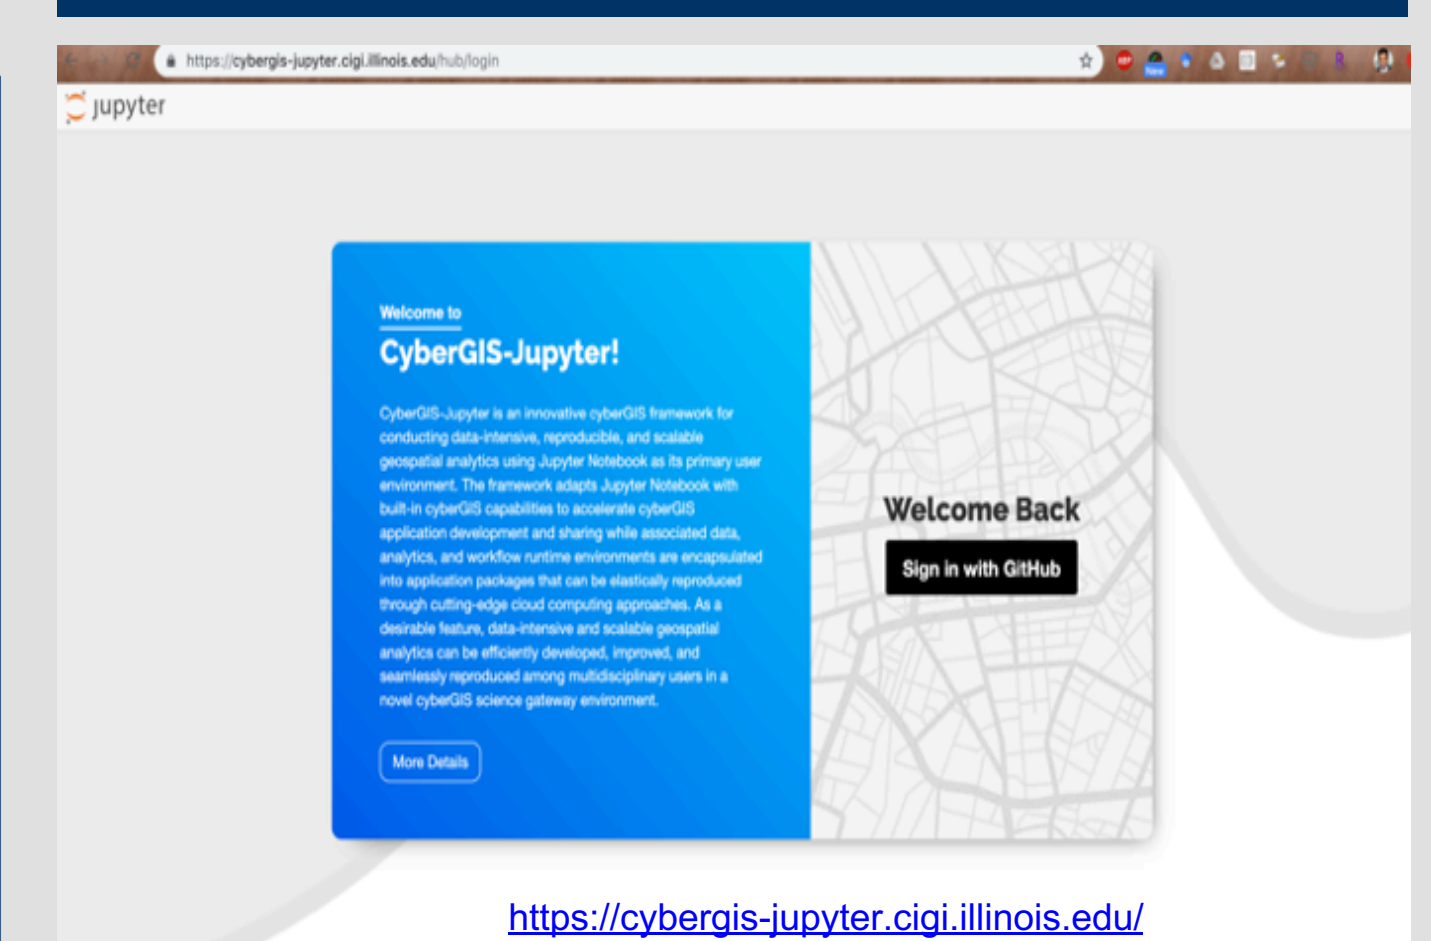 https://cybergis-jupyter.cigi.illinois.edu/hub/login
ABP
New
R
jupyter
Welcome to
CyberGIS-Jupyter!
CyberGIS-Jupyter is an innovative cyberGIS framework for
conducting data-intensive, reproducible, and scalable
geospatial analytics using Jupyter Notebook as its primary user
environment. The framework adapts Jupyter Notebook with
built-in cyberGIS capabilities to accelerate cyberGIS
application development and sharing while associated data,
analytics, and workflow runtime environments are encapsulated
into application packages that can be elastically reproduced
through cutting-edge cloud computing approaches. As a
desirable feature, data-intensive and scalable geospatial
analytics can be efficiently developed, improved, and
seamlessly reproduced among multidisciplinary users in a
novel cyberGIS science gateway environment.
More Details
Welcome Back
Sign in with GitHub
https://cybergis-jupyter.cigi.illinois.edu/